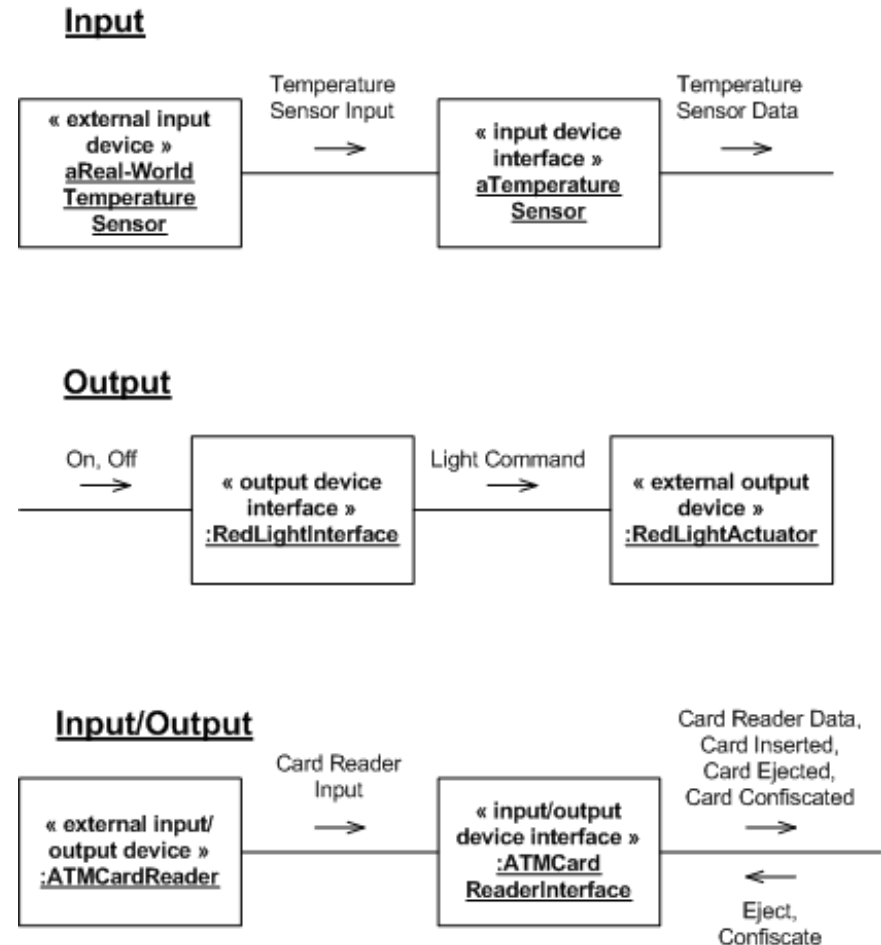 Input
Temperature
Sensor Input
Temperature
Sensor Data
« external input
device »
aReal-World
Temperature
Sensor
« input device
interface »
aTemperature
Sensor
Output
On, Off
« output device
interface »
:RedLightInterface
Light Command
« external output
device »
:RedLightActuator
Input/Output
Card Reader
Input
Card Reader Data,
Card Inserted,
Card Ejected,
Card Confiscated
« external input/
output device »
:ATMCardReader
« input/output
device interface »
:ATMCard
ReaderInterface
Eject,
Confiscate